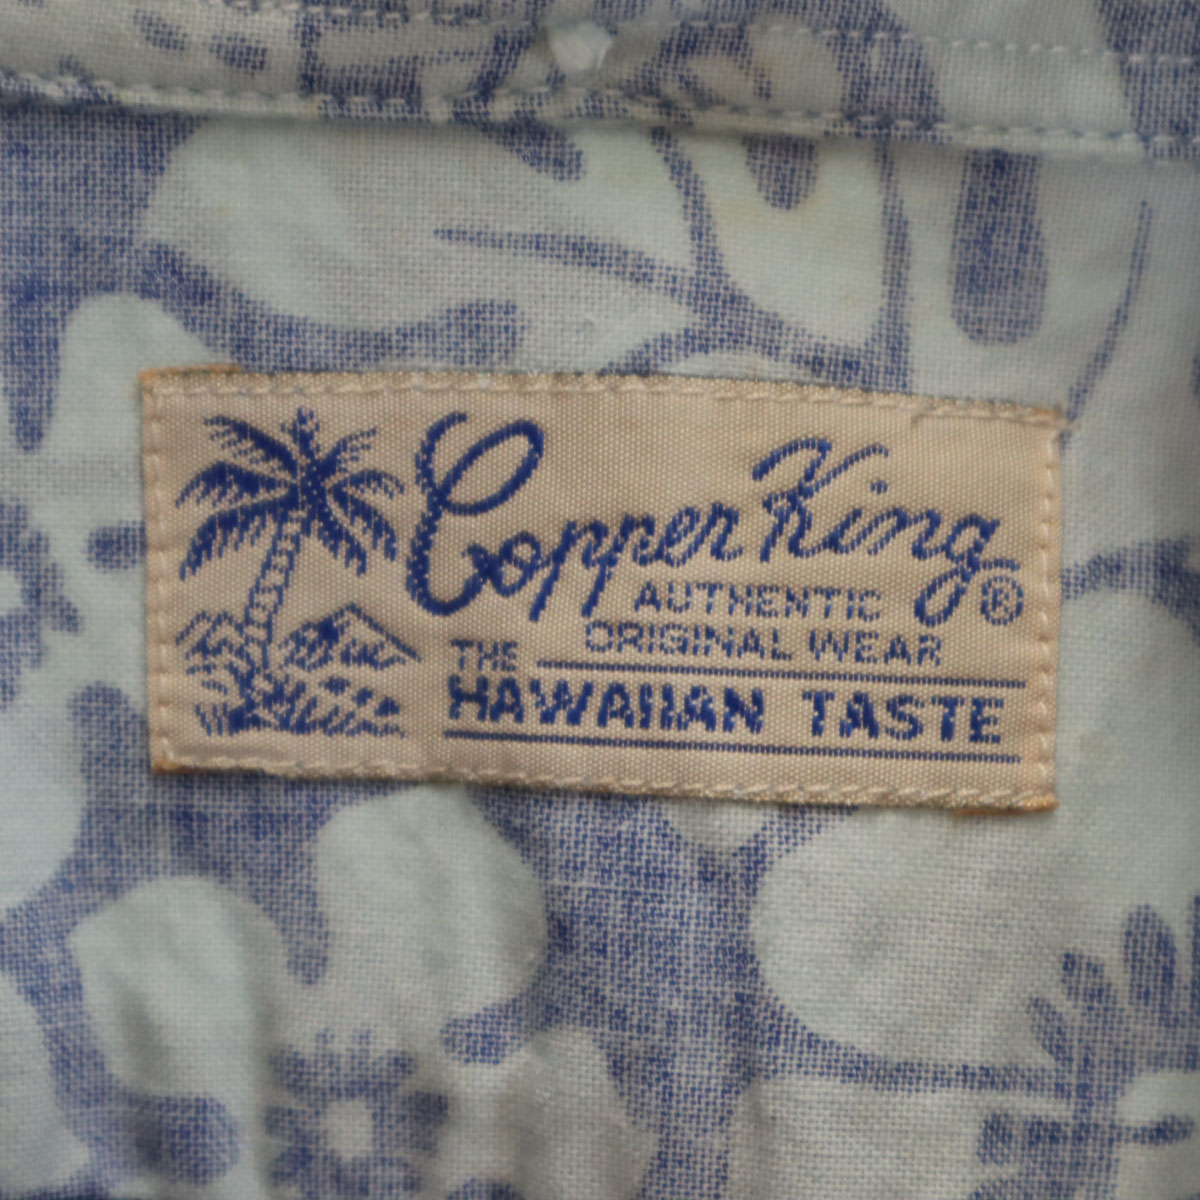 Copper King ®
AUTHENTIC
ORIGINAL WEAR
THE
HAWAIIAN TASTE